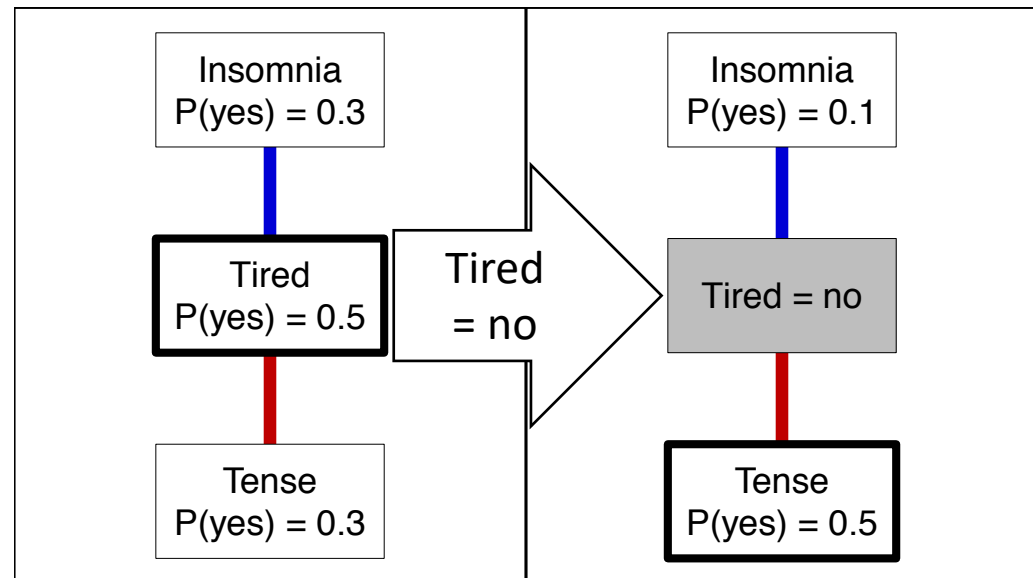 Insomnia
P(yes) = 0.3
Tired
P(yes) = 0.5
Tense
P(yes) = 0.3
Tired
= no
Insomnia
P(yes) = 0.1
Tired = no
Tense
P(yes) = 0.5